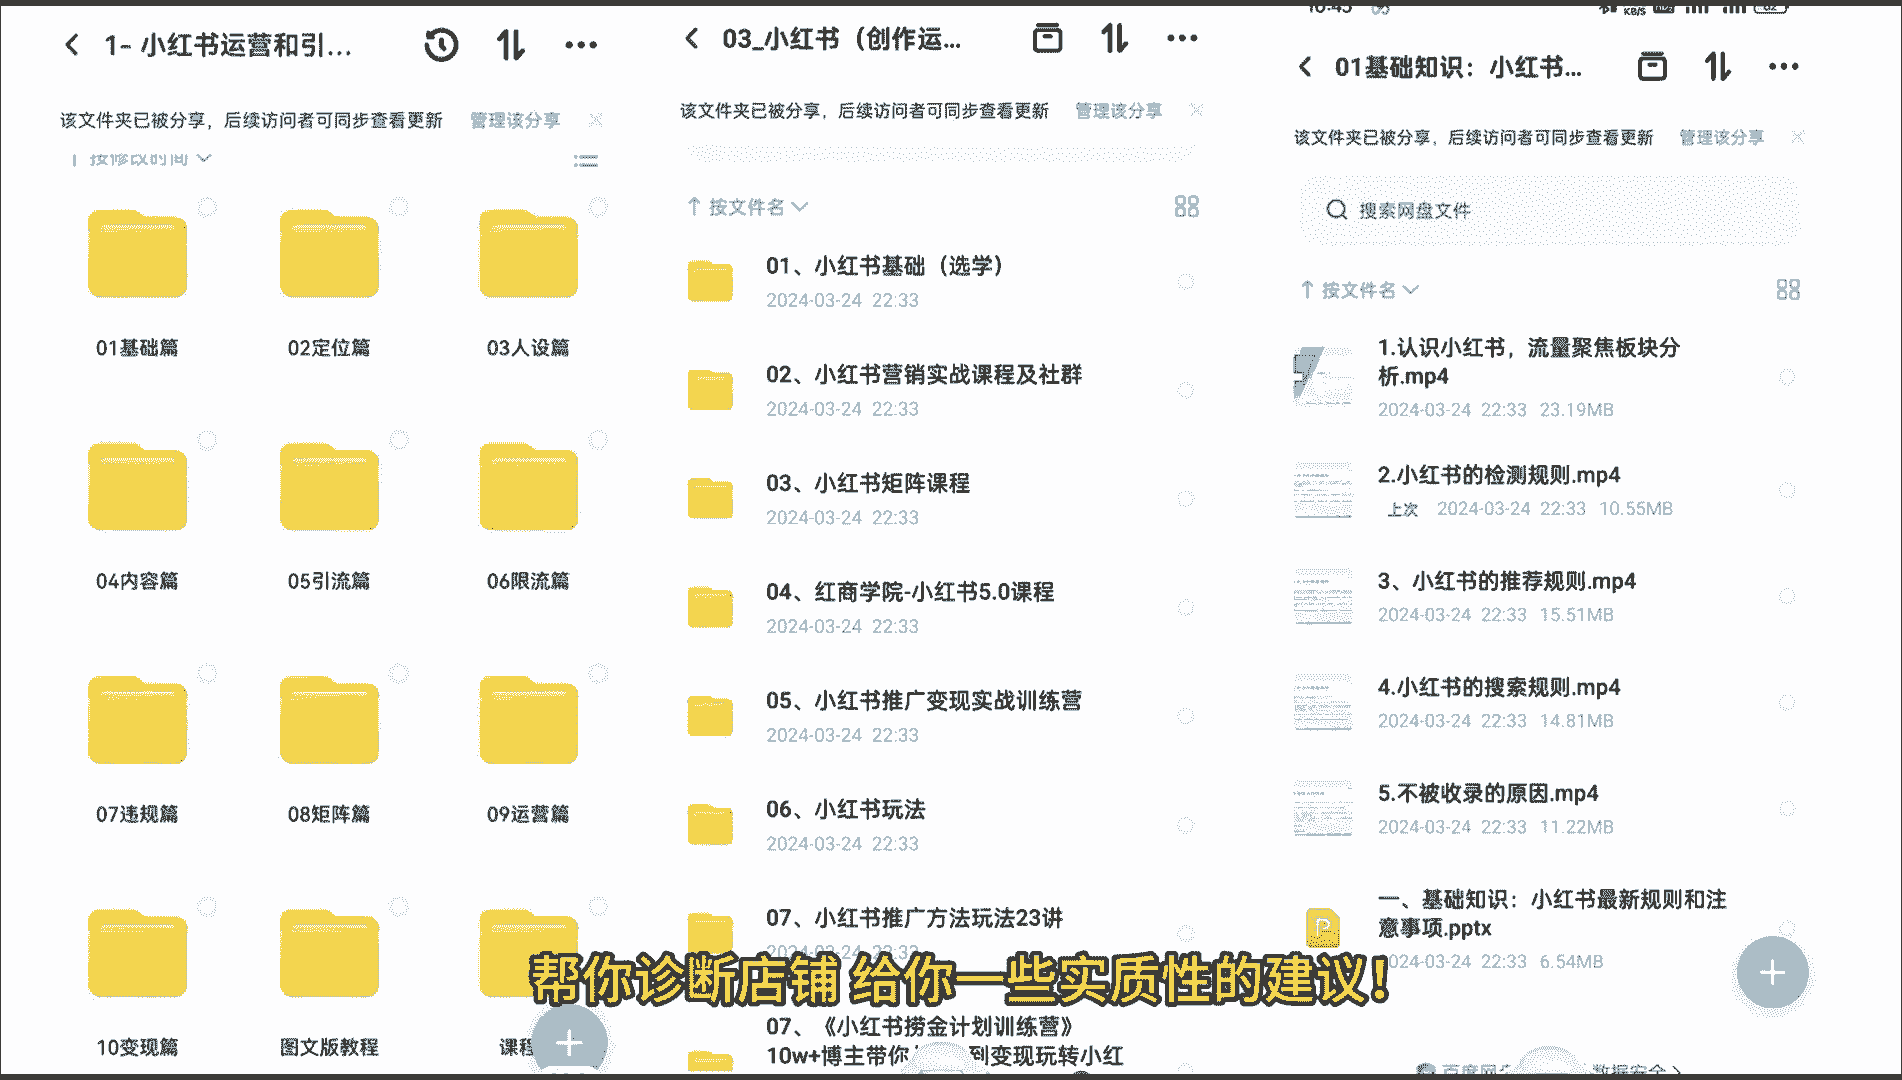 1- 小红书运营和引...
该文件夹已被分享，后续访问者可同步查看更新 管理该分享
按修改时间
01基础篇 02定位篇 03人设篇
04内容篇 05引流篇 06限流篇
07违规篇 08矩阵篇 09运营篇
10变现篇 图文版教程 课程
03_小红书（创作运...
该文件夹已被分享，后续访问者可同步查看更新 管理该分享
按文件名
01、小红书基础（选学）
2024-03-24 22:33
02、小红书营销实战课程及社群
2024-03-24 22:33
03、小红书矩阵课程
2024-03-24 22:33
04、红商学院-小红书5.0课程
2024-03-24 22:33
05、小红书推广变现实战训练营
2024-03-24 22:33
06、小红书玩法
2024-03-24 22:33
07、小红书推广方法玩法23讲
2024-03-24 22:33
07、《小红书捞金计划训练营》
10w+博主带你 到变现玩转小红
10:45 KB/S 62
01基础知识：小红书...
该文件夹已被分享，后续访问者可同步查看更新 管理该分享
搜索网盘文件
按文件名
1.认识小红书，流量聚焦板块分
析.mp4
2024-03-24 22:33 23.19MB
2.小红书的检测规则.mp4
上次 2024-03-24 22:33 10.55MB
3、小红书的推荐规则.mp4
2024-03-24 22:33 15.51MB
4.小红书的搜索规则.mp4
2024-03-24 22:33 14.81MB
5.不被收录的原因.mp4
2024-03-24 22:33 11.22MB
一、基础知识：小红书最新规则和注
意事项.pptx
2024-03-24 22:33 6.54MB
帮你诊断店铺 给你一些实质性的建议！